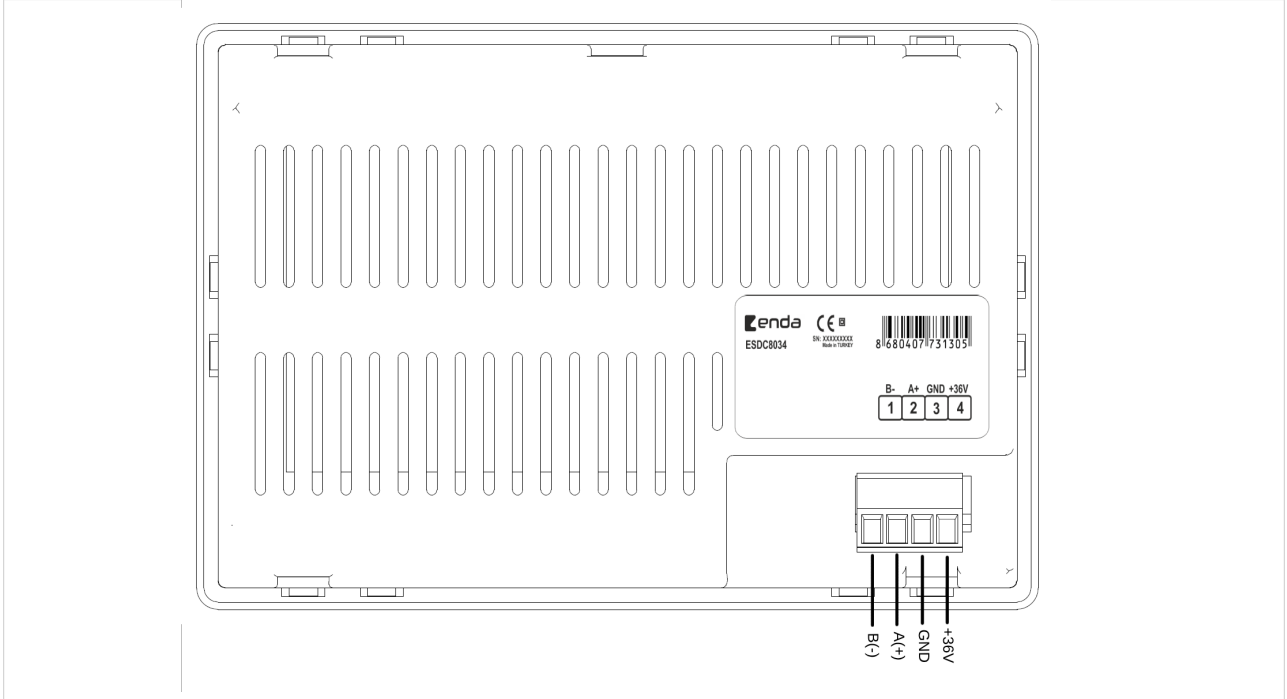 enda
ESDC8034
SN: XXXXXXXXX
Made in TURKEY
8 680407 731305
B- A+ GND +36V
1 2 3 4
B(-) A(+) GND +36V